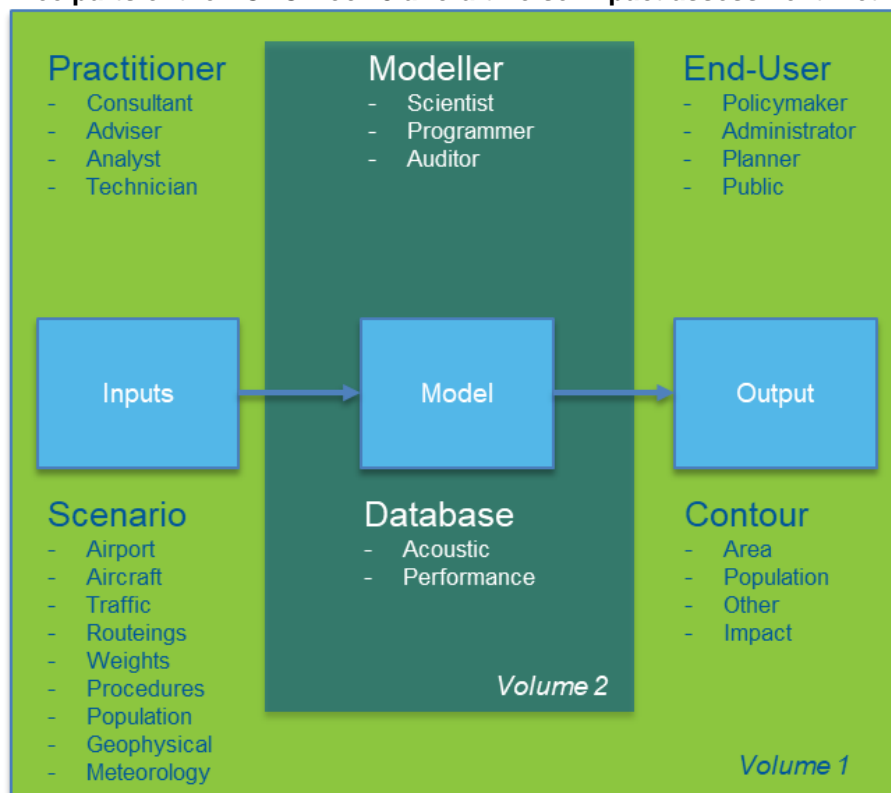 Practitioner
- Consultant
- Adviser
- Analyst
- Technician
Modeller
- Scientist
- Programmer
- Auditor
End-User
- Policymaker
- Administrator
- Planner
- Public
Inputs
Model
Output
Scenario
- Airport
- Aircraft
- Traffic
- Routeings
- Weights
- Procedures
- Population
- Geophysical
- Meteorology
Database
- Acoustic
- Performance
Volume 2
Contour
- Area
- Population
- Other
- Impact
Volume 1